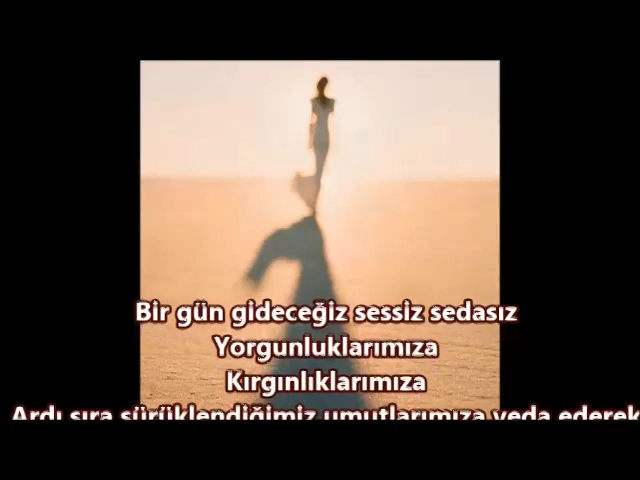 Bir gün gideceğiz sessiz sedasız
Yorgunluklarımıza
Kırgınlıklarımıza
Ardı sıra sürüklendiğimiz umutlarımıza veda ederek